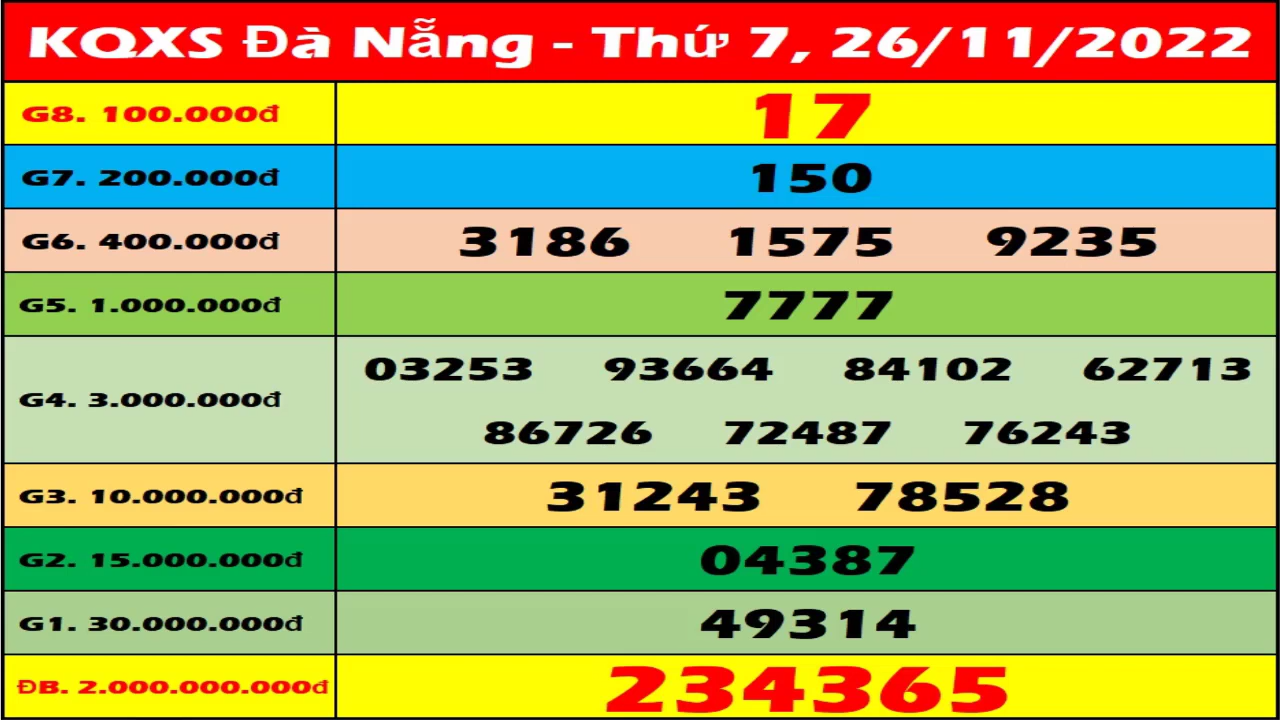 KQXS Đà Nẵng - Thứ 7, 26/11/2022
G8. 100.000đ 17
G7. 200.000đ 150
G6. 400.000đ 3186 1575 9235
G5. 1.000.000đ 7777
03253 93664 84102 62713
G4. 3.000.000đ
86726 72487 76243
G3. 10.000.000đ 31243 78528
G2. 15.000.000đ 04387
G1. 30.000.000đ 49314
ĐB. 2.000.000.000đ 234365